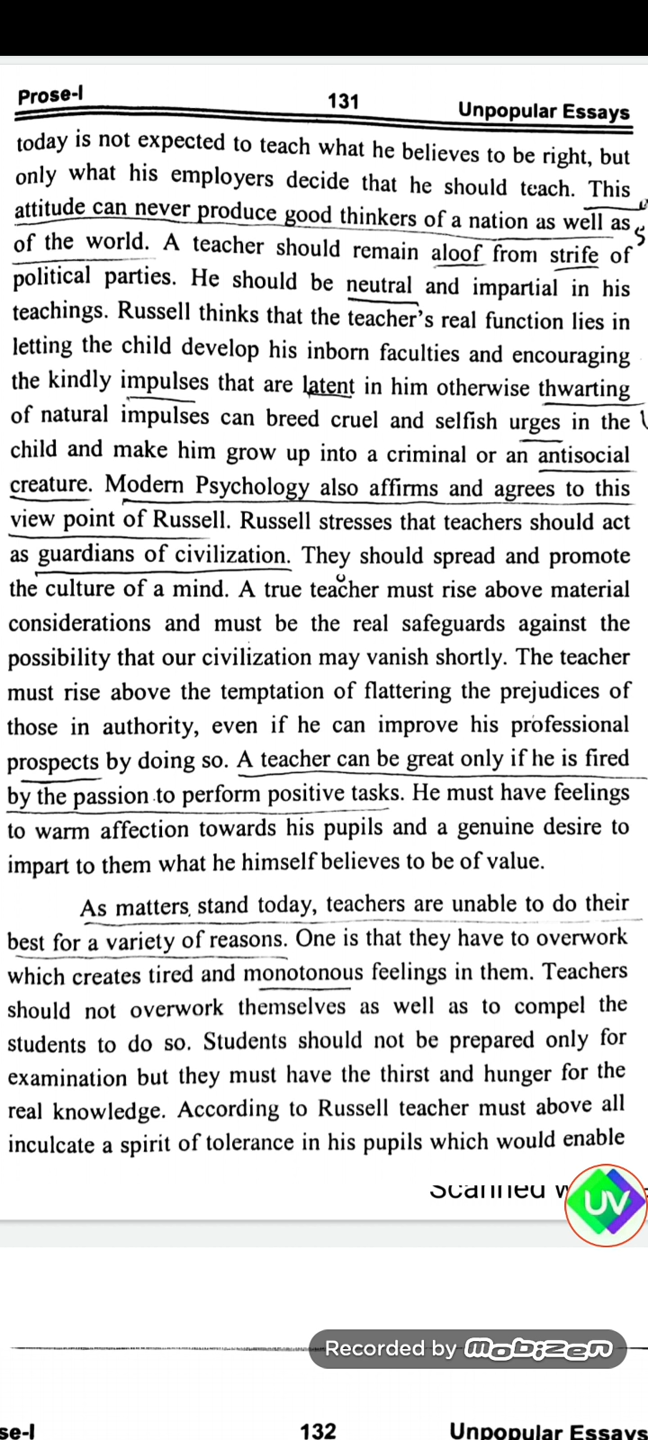 Prose-I 131 Unpopular Essays
today is not expected to teach what he believes to be right, but
only what his employers decide that he should teach. This
attitude can never produce good thinkers of a nation as well as
of the world. A teacher should remain aloof from strife of
political parties. He should be neutral and impartial in his
teachings. Russell thinks that the teacher's real function lies in
letting the child develop his inborn faculties and encouraging
the kindly impulses that are latent in him otherwise thwarting
of natural impulses can breed cruel and selfish urges in the
child and make him grow up into a criminal or an antisocial
creature. Modern Psychology also affirms and agrees to this
view point of Russell. Russell stresses that teachers should act
as guardians of civilization. They should spread and promote
the culture of a mind. A true teacher must rise above material
considerations and must be the real safeguards against the
possibility that our civilization may vanish shortly. The teacher
must rise above the temptation of flattering the prejudices of
those in authority, even if he can improve his professional
prospects by doing so. A teacher can be great only if he is fired
by the passion to perform positive tasks. He must have feelings
to warm affection towards his pupils and a genuine desire to
impart to them what he himself believes to be of value.
As matters stand today, teachers are unable to do their
best for a variety of reasons. One is that they have to overwork
which creates tired and monotonous feelings in them. Teachers
should not overwork themselves as well as to compel the
students to do so. Students should not be prepared only for
examination but they must have the thirst and hunger for the
real knowledge. According to Russell teacher must above all
inculcate a spirit of tolerance in his pupils which would enable
Scanned w
UV
Recorded by Mobizen
se-I 132 Unpopular Essays